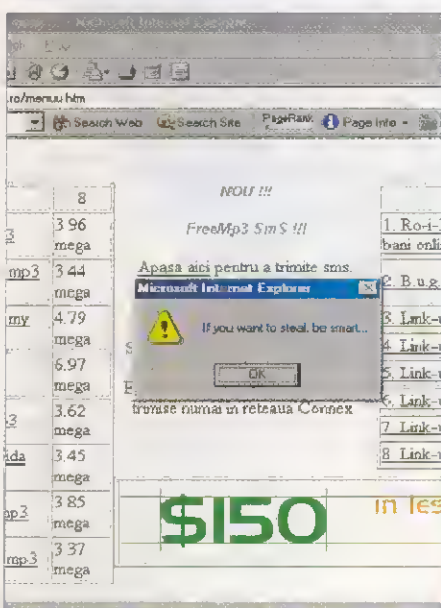 .ro/menuu.htm
Search Web Search Site PageRank Page Info
8
3.96
mega
mp3 3.44
mega
my 4.79
mega
6.97
mega
3.62
mega
ida 3.45
mega
mp3 3.85
mega
mp3 3.37
mega
NOU !!!
FreeMp3 SmS !!!
Apasa aici pentru a trimite sms.
Microsoft Internet Explorer
If you want to steal, be smart...
OK
trimise numai in reteaua Connex
1. Ro-i-
bani onli
2. B.u.g
3. Link-u
4. Link-u
5. Link-u
6. Link-u
7. Link-u
8. Link-u
$150
in les